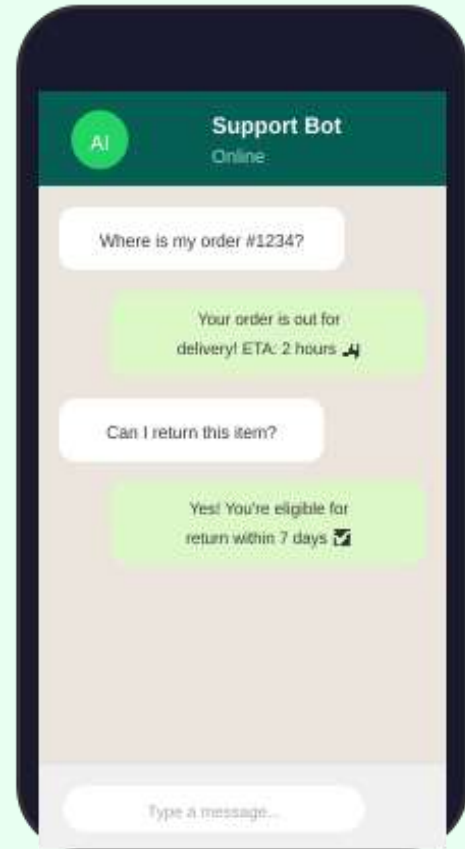 AI
Support Bot
Online
Where is my order #1234?
Your order is out for
delivery! ETA: 2 hours
Can I return this item?
Yes! You're eligible for
return within 7 days ☑
Type a message...